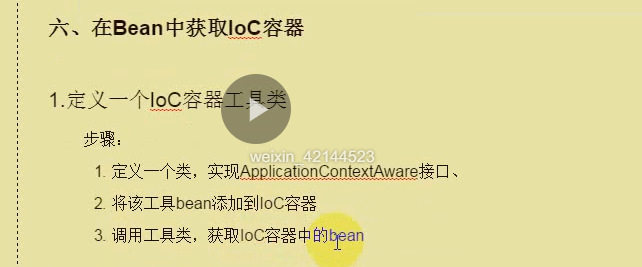 六、在Bean中获取IoC容器
1.定义一个IoC容器工具类
步骤：
weixin_42144523
1. 定义一个类，实现ApplicationContextAware接口、
2. 将该工具bean添加到IoC容器
3. 调用工具类，获取IoC容器中的bean